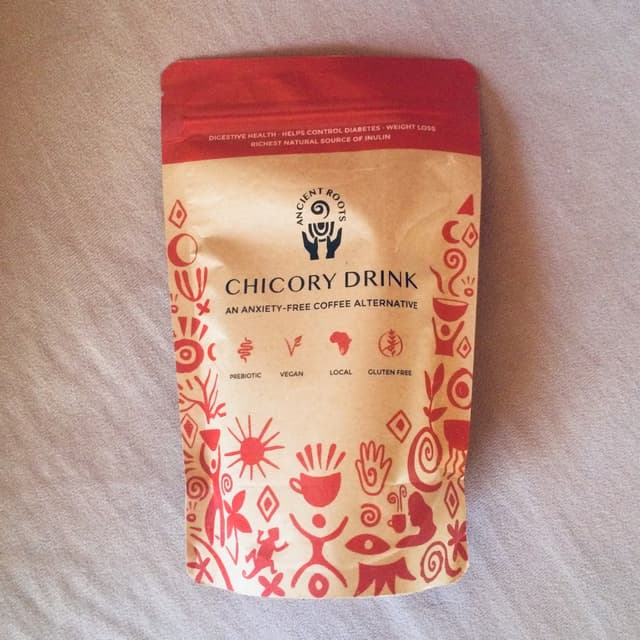 DIGESTIVE HEALTH · HELPS CONTROL DIABETES · WEIGHT LOSS
RICHEST NATURAL SOURCE OF INULIN
ANCIENT ROOTS
CHICORY DRINK
AN ANXIETY-FREE COFFEE ALTERNATIVE
PREBIOTIC VEGAN LOCAL GLUTEN FREE